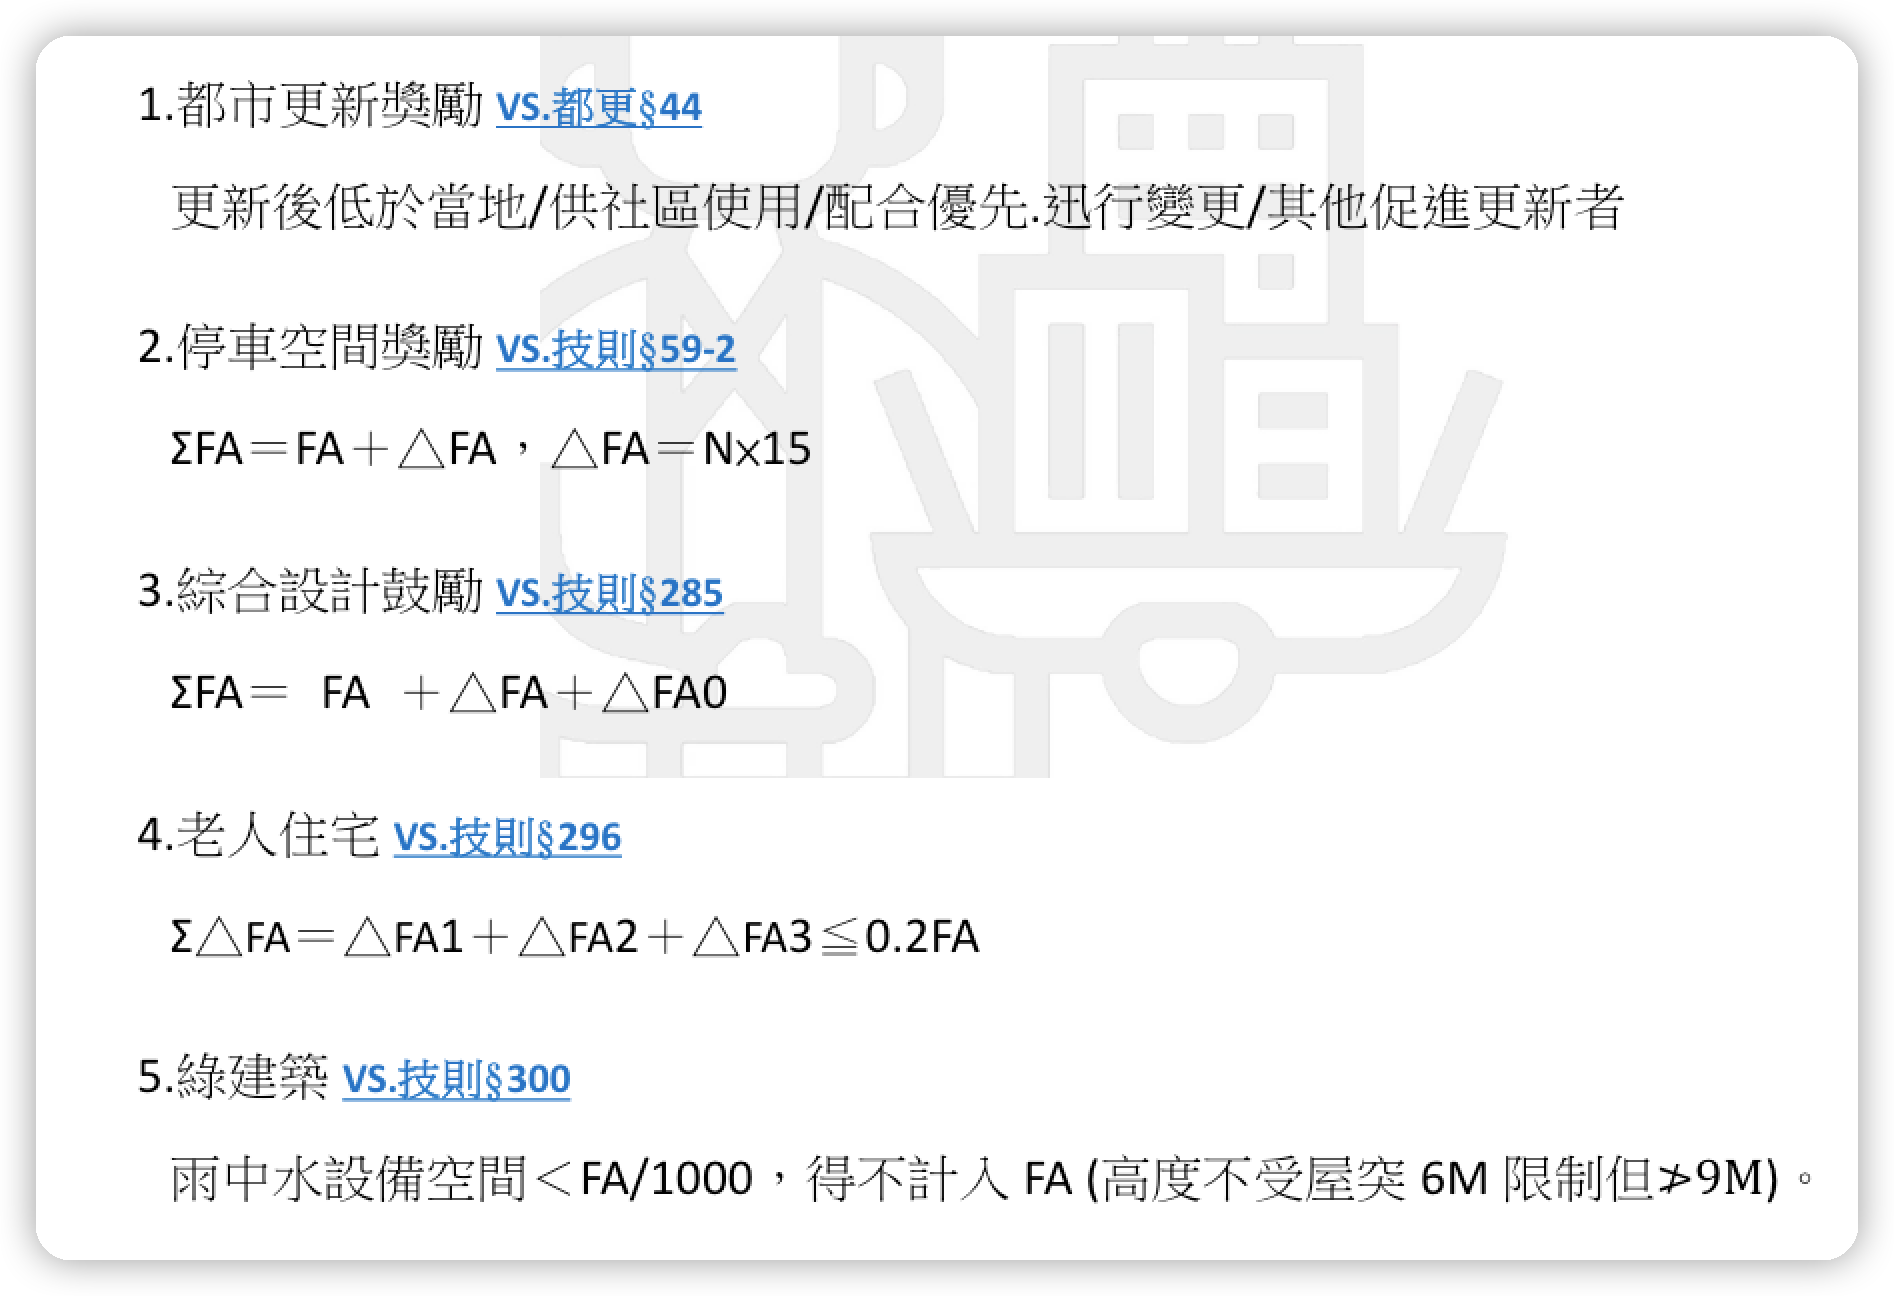 1.都市更新獎勵 VS.都更§44
更新後低於當地/供社區使用/配合優先.迅行變更/其他促進更新者
2.停車空間獎勵 VS.技則§59-2
ΣFA＝FA＋△FA，△FA＝N×15
3.綜合設計鼓勵 VS.技則§285
ΣFA＝ FA ＋△FA＋△FA0
4.老人住宅 VS.技則§296
Σ△FA＝△FA1＋△FA2＋△FA3≦0.2FA
5.綠建築 VS.技則§300
雨中水設備空間＜FA/1000，得不計入 FA (高度不受屋突 6M 限制但≯9M)。